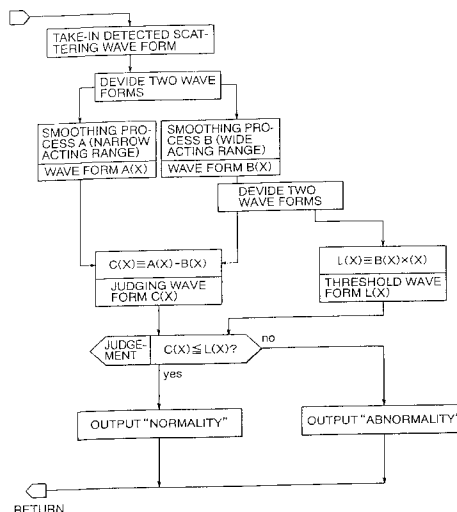 TAKE-IN DETECTED SCAT-
TERING WAVE FORM
DEVIDE TWO WAVE
FORMS
SMOOTHING PRO-
CESS A (NARROW
ACTING RANGE)
WAVE FORM A(X)
SMOOTHING PRO-
CESS B (WIDE
ACTING RANGE)
WAVE FORM B(X)
DEVIDE TWO
WAVE FORMS
C(X)≡A(X)-B(X)
JUDGING WAVE
FORM C(X)
L(X)≡B(X)×(X)
THRESHOLD WAVE
FORM L(X)
JUDGE-
MENT
C(X)≦L(X)?
no
yes
OUTPUT "NORMALITY"
OUTPUT "ABNORMALITY"
RETURN